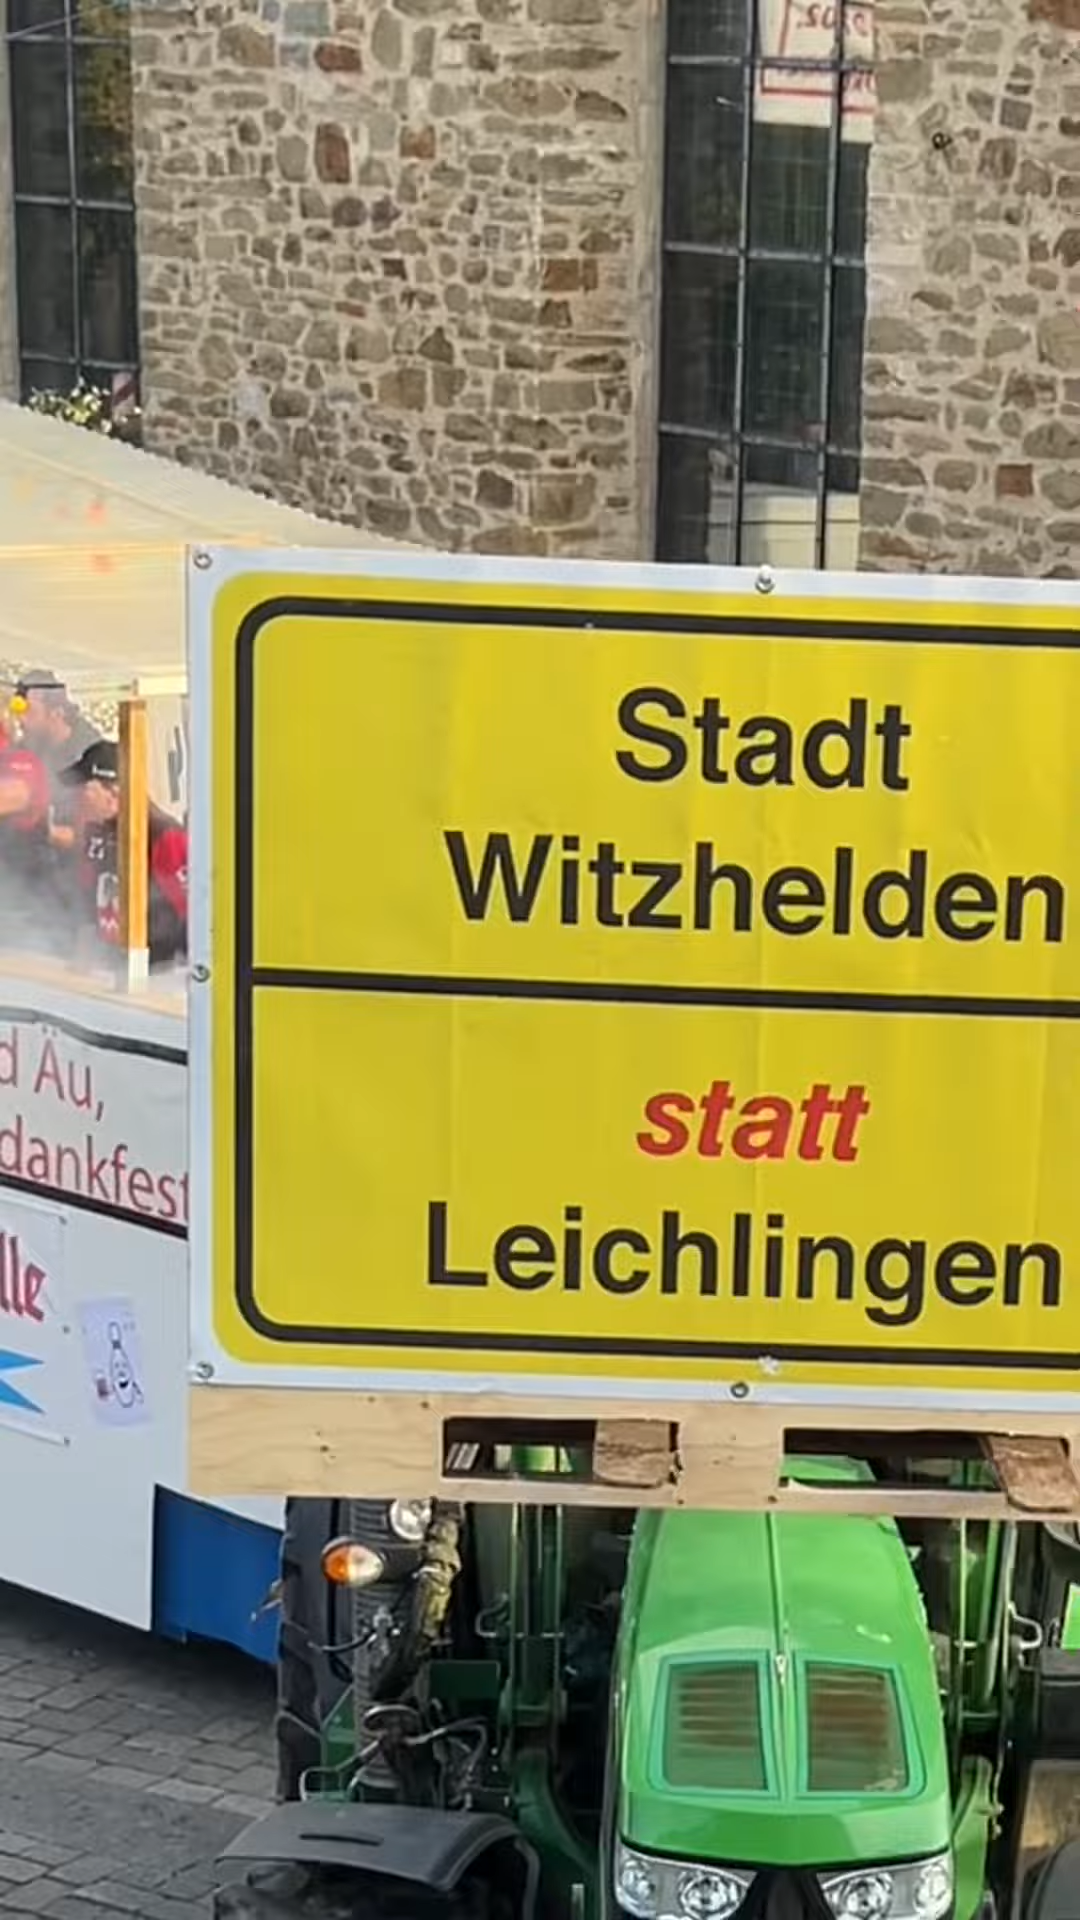 Stadt
Witzhelden
statt
Leichlingen
d Äu,
dankfest
lle